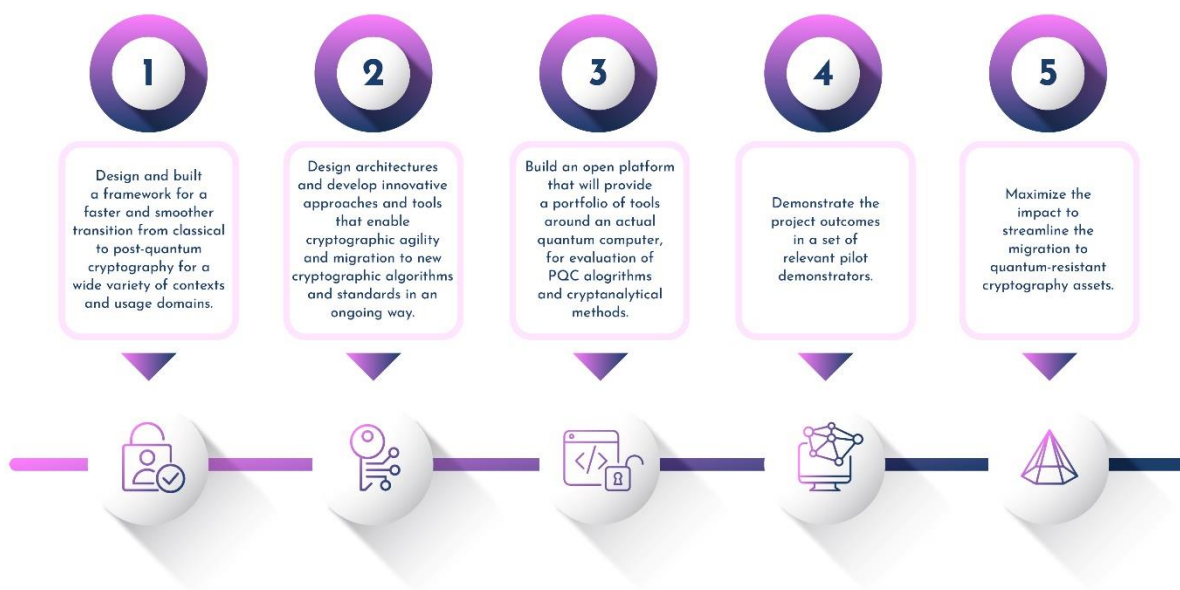 1
Design and built
a framework for a
faster and smoother
transition from classical
to post-quantum
cryptography for a
wide variety of contexts
and usage domains.
2
Design architectures
and develop innovative
approaches and tools
that enable
cryptographic agility
and migration to new
cryptographic algorithms
and standards in an
ongoing way.
3
Build an open platform
that will provide
a portfolio of tools
around an actual
quantum computer,
for evaluation of
PQC alogrithms
and cryptanalytical
methods.
4
Demonstrate the
project outcomes
in a set of
relevant pilot
demonstrators.
5
Maximize the
impact to
streamline the
migration to
quantum-resistant
cryptography assets.
</>